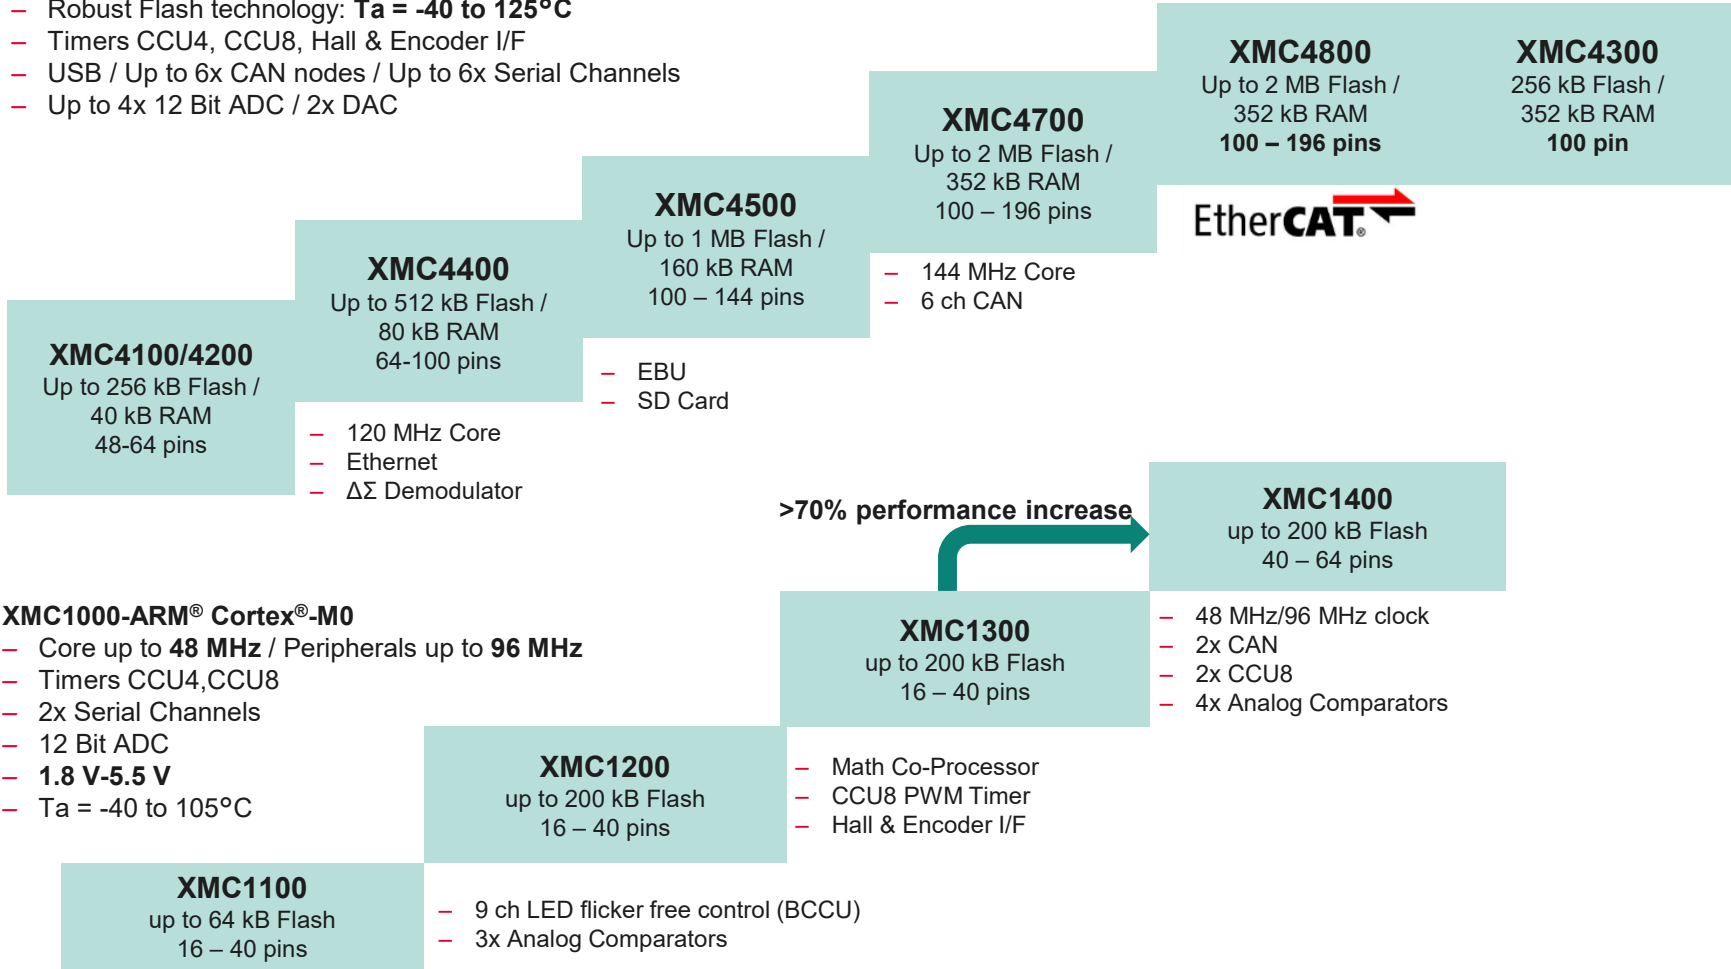 – Robust Flash technology: Ta = -40 to 125°C
– Timers CCU4, CCU8, Hall & Encoder I/F
– USB / Up to 6x CAN nodes / Up to 6x Serial Channels
– Up to 4x 12 Bit ADC / 2x DAC
XMC4800
Up to 2 MB Flash /
352 kB RAM
100 – 196 pins
XMC4300
256 kB Flash /
352 kB RAM
100 pin
EtherCAT®
XMC4700
Up to 2 MB Flash /
352 kB RAM
100 – 196 pins
– 144 MHz Core
– 6 ch CAN
XMC4500
Up to 1 MB Flash /
160 kB RAM
100 – 144 pins
– EBU
– SD Card
XMC4400
Up to 512 kB Flash /
80 kB RAM
64-100 pins
– 120 MHz Core
– Ethernet
– ΔΣ Demodulator
XMC4100/4200
Up to 256 kB Flash /
40 kB RAM
48-64 pins
>70% performance increase
XMC1400
up to 200 kB Flash
40 – 64 pins
– 48 MHz/96 MHz clock
– 2x CAN
– 2x CCU8
– 4x Analog Comparators
XMC1000-ARM® Cortex®-M0
– Core up to 48 MHz / Peripherals up to 96 MHz
– Timers CCU4,CCU8
– 2x Serial Channels
– 12 Bit ADC
– 1.8 V-5.5 V
– Ta = -40 to 105°C
XMC1300
up to 200 kB Flash
16 – 40 pins
– Math Co-Processor
– CCU8 PWM Timer
– Hall & Encoder I/F
XMC1200
up to 200 kB Flash
16 – 40 pins
– 9 ch LED flicker free control (BCCU)
– 3x Analog Comparators
XMC1100
up to 64 kB Flash
16 – 40 pins